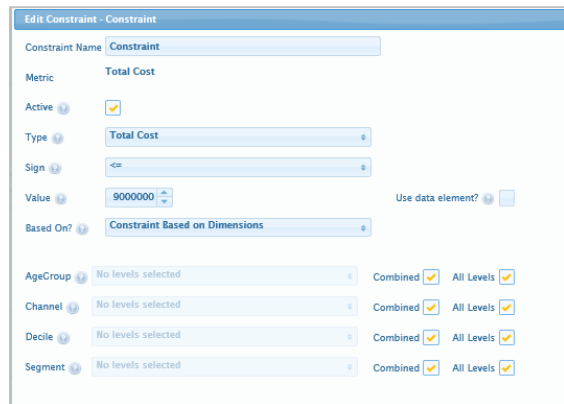 Edit Constraint - Constraint
Constraint Name Constraint
Metric Total Cost
Active
Type Total Cost
Sign <=
Value 9000000 Use data element?
Based On? Constraint Based on Dimensions
AgeGroup No levels selected Combined All Levels
Channel No levels selected Combined All Levels
Decile No levels selected Combined All Levels
Segment No levels selected Combined All Levels